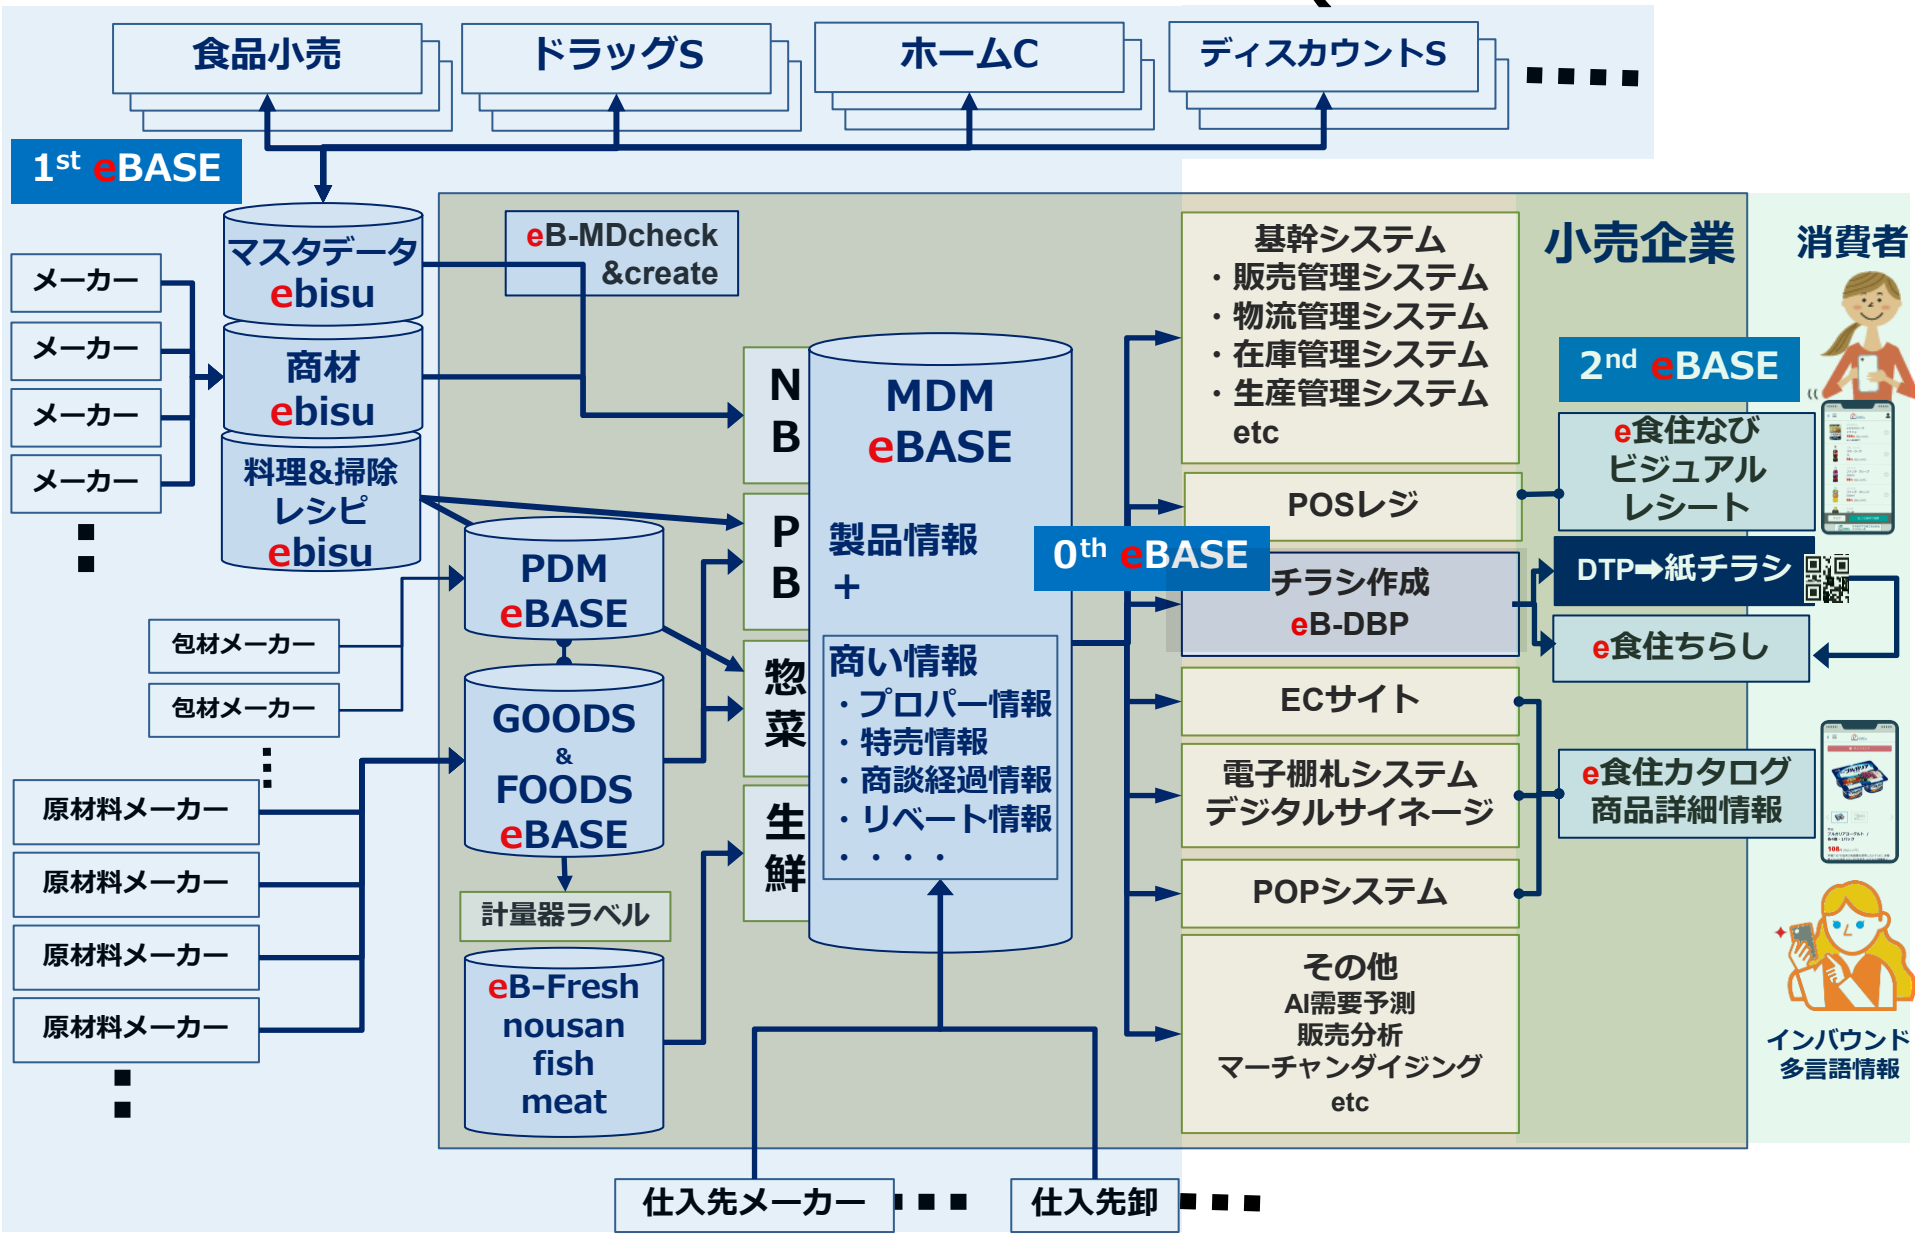 食品小売
ドラッグS
ホームC
ディスカウントS
1st eBASE
マスタデータ
ebisu
商材
ebisu
料理&掃除
レシピ
ebisu
メーカー
メーカー
メーカー
メーカー
包材メーカー
包材メーカー
原材料メーカー
原材料メーカー
原材料メーカー
原材料メーカー
eB-MDcheck
&create
PDM
eBASE
GOODS
&
FOODS
eBASE
計量器ラベル
eB-Fresh
nousan
fish
meat
N
B
P
B
惣
菜
生
鮮
MDM
eBASE
製品情報
+
商い情報
・プロパー情報
・特売情報
・商談経過情報
・リベート情報
・・・・
0th eBASE
仕入先メーカー
仕入先卸
基幹システム
・販売管理システム
・物流管理システム
・在庫管理システム
・生産管理システム
etc
POSレジ
チラシ作成
eB-DBP
ECサイト
電子棚札システム
デジタルサイネージ
POPシステム
その他
AI需要予測
販売分析
マーチャンダイジング
etc
小売企業
2nd eBASE
e食住なび
ビジュアル
レシート
DTP➡紙チラシ
e食住ちらし
e食住カタログ
商品詳細情報
消費者
108
インバウンド
多言語情報